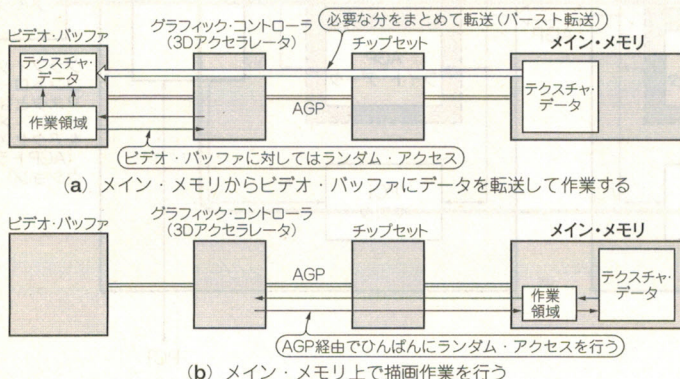 必要な分をまとめて転送(バースト転送)
ビデオ・バッファ
グラフィック・コントローラ
(3Dアクセラレータ)
チップセット
メイン・メモリ
テクスチャ・
データ
作業領域
AGP
テクスチャ・
データ
ビデオ・バッファに対してはランダム・アクセス
(a) メイン・メモリからビデオ・バッファにデータを転送して作業する
ビデオ・バッファ
グラフィック・コントローラ
(3Dアクセラレータ)
チップセット
メイン・メモリ
AGP
作業
領域
テクスチャ・
データ
AGP経由でひんぱんにランダム・アクセスを行う
(b) メイン・メモリ上で描画作業を行う